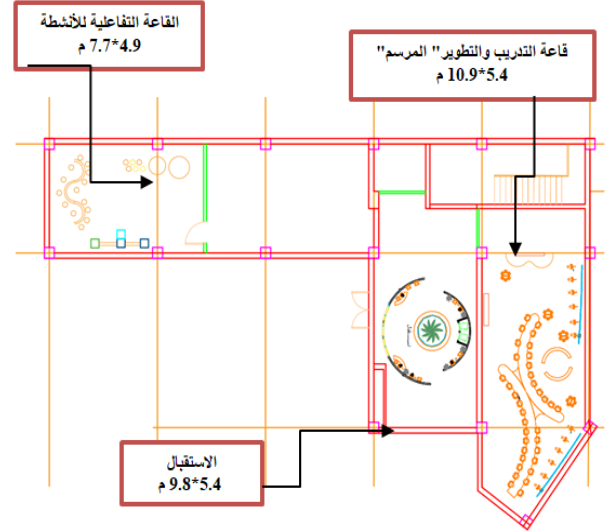 القاعة التفاعلية للأنشطة
7.7*4.9 م
قاعة التدريب والتطوير" المرسم"
10.9*5.4 م
الاستقبال
9.8*5.4 م